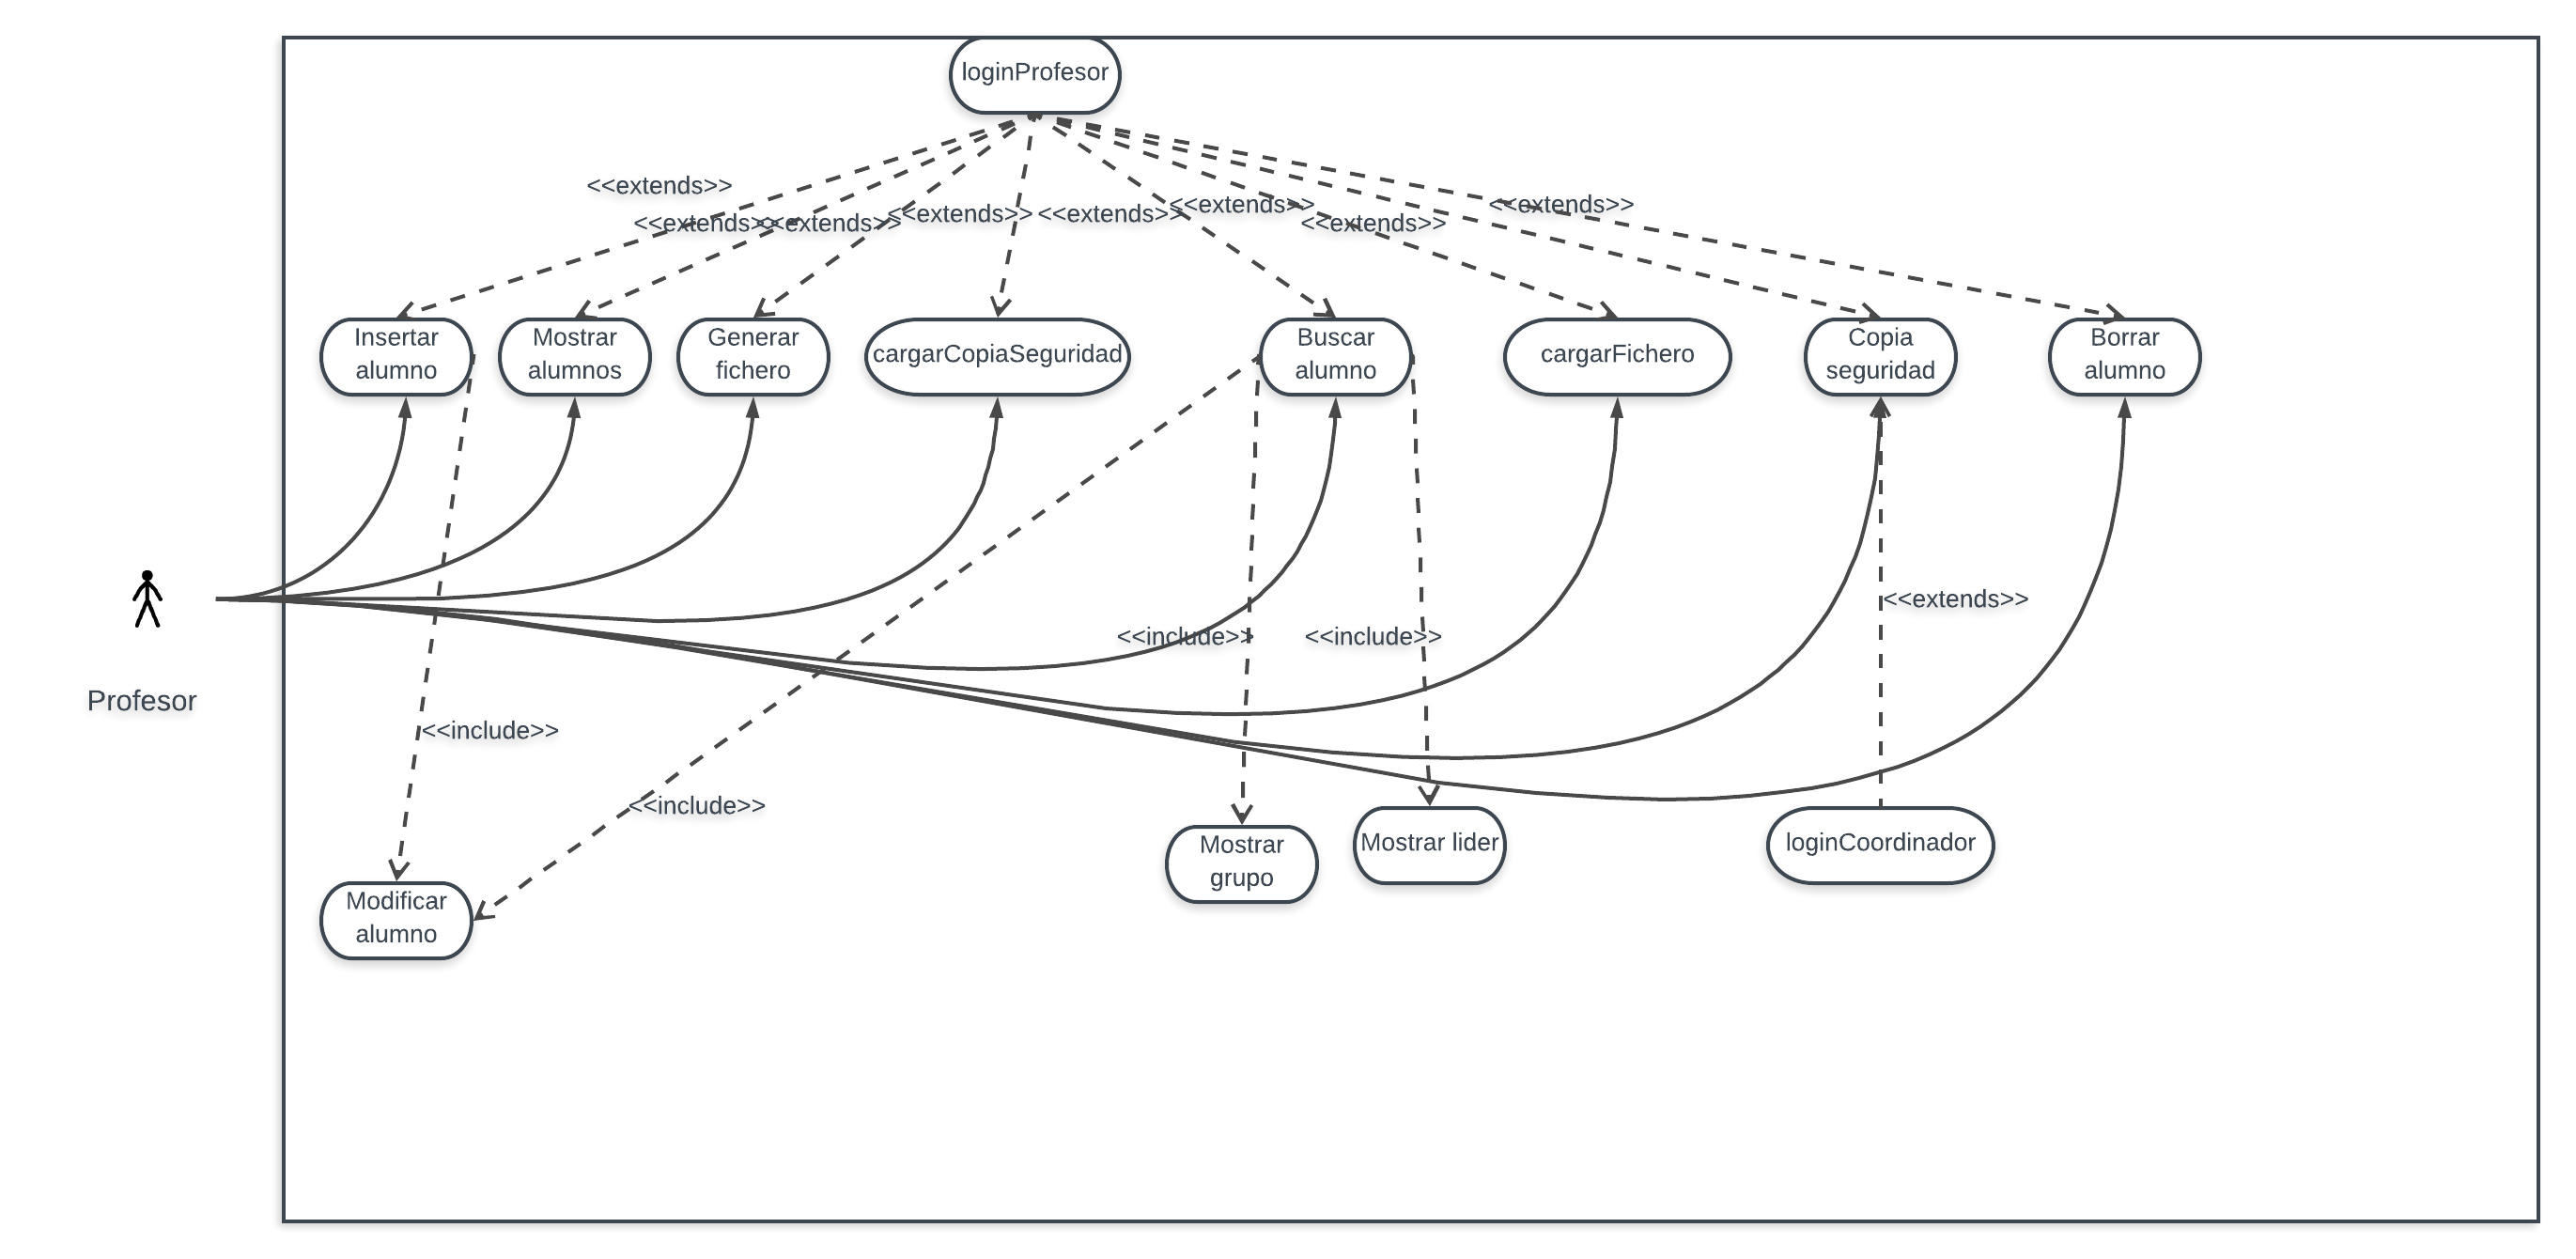 loginProfesor
<<extends>>
<<extends>>
<<extends>>
<<extends>>
<<extends>>
<<extends>>
<<extends>>
<<extends>>
Insertar
alumno
Mostrar
alumnos
Generar
fichero
cargarCopiaSeguridad
Buscar
alumno
cargarFichero
Copia
seguridad
Borrar
alumno
<<extends>>
<<include>>
<<include>>
Profesor
<<include>>
<<include>>
Mostrar
grupo
Mostrar lider
loginCoordinador
Modificar
alumno